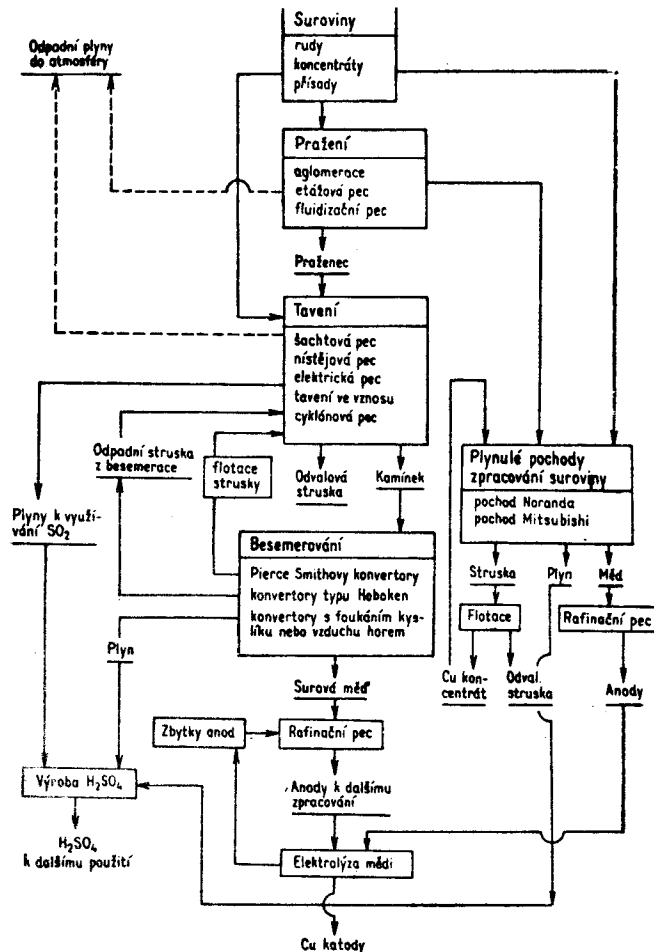 Suroviny
rudy
koncentráty
přísady
Odpadní plyny
do atmosféry
Pražení
aglomerace
etážová pec
fluidizační pec
Praženec
Tavení
šachtová pec
nístějová pec
elektrická pec
tavení ve vznosu
cyklónová pec
Odpadní struska
z besemerace
flotace
strusky
Odvalová
struska
Kamínek
Plyny k využí-
vání SO₂
Plynulé pochody
zpracování suroviny
pochod Noranda
pochod Mitsubishi
Besemerování
Pierce Smithovy konvertory
konvertory typu Hoboken
konvertory s foukáním kys-
líku nebo vzduchu horem
Struska
Plyn
Měď
Flotace
Rafinační pec
Plyn
Cu kon-
centrát
Odval.
struska
Anody
Surová měď
Zbytky anod
Rafinační pec
Výroba H₂SO₄
Anody k dalšímu
zpracování
H₂SO₄
k dalšímu použití
Elektrolýza mědi
Cu katody